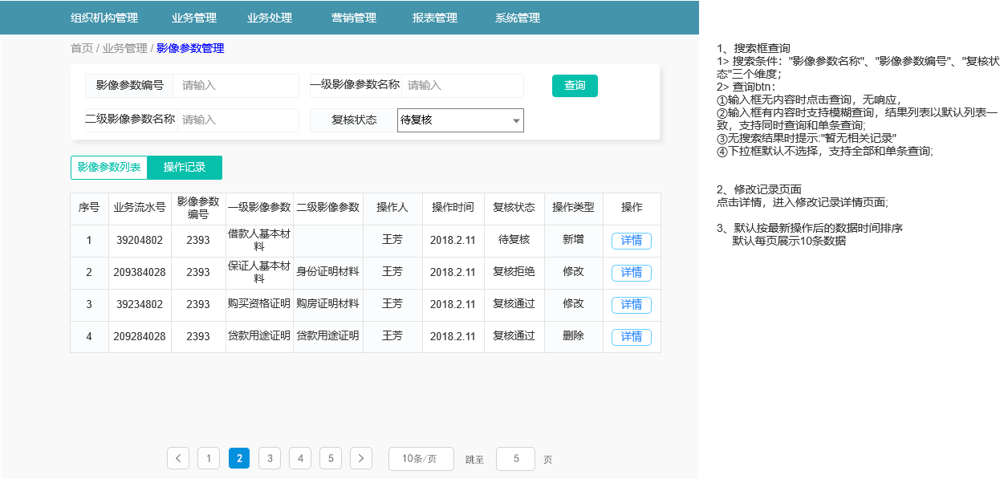 组织机构管理 业务管理 业务处理 营销管理 报表管理 系统管理
首页 / 业务管理 / 影像参数管理
影像参数编号 请输入 一级影像参数名称 请输入 查询
二级影像参数名称 请输入 复核状态 待复核
影像参数列表 操作记录
序号 业务流水号 影像参数编号 一级影像参数 二级影像参数 操作人 操作时间 复核状态 操作类型 操作
1 39204802 2393 借款人基本材料 王芳 2018.2.11 待复核 新增 详情
2 209384028 2393 保证人基本材料 身份证明材料 王芳 2018.2.11 复核拒绝 修改 详情
3 39234802 2393 购买资格证明 购房证明材料 王芳 2018.2.11 复核通过 修改 详情
4 209284028 2393 贷款用途证明 贷款用途证明 王芳 2018.2.11 复核通过 删除 详情
< 1 2 3 4 5 > 10条/页 跳至 5 页
1、搜索框查询
1> 搜索条件："影像参数名称"、"影像参数编号"、"复核状
态"三个维度；
2> 查询btn：
①输入框无内容时点击查询，无响应，
②输入框有内容时支持模糊查询，结果列表以默认列表一
致，支持同时查询和单条查询;
③无搜索结果时提示:"暂无相关记录"
④下拉框默认不选择，支持全部和单条查询;
2、修改记录页面
点击详情，进入修改记录详情页面;
3、默认按最新操作后的数据时间排序
默认每页展示10条数据